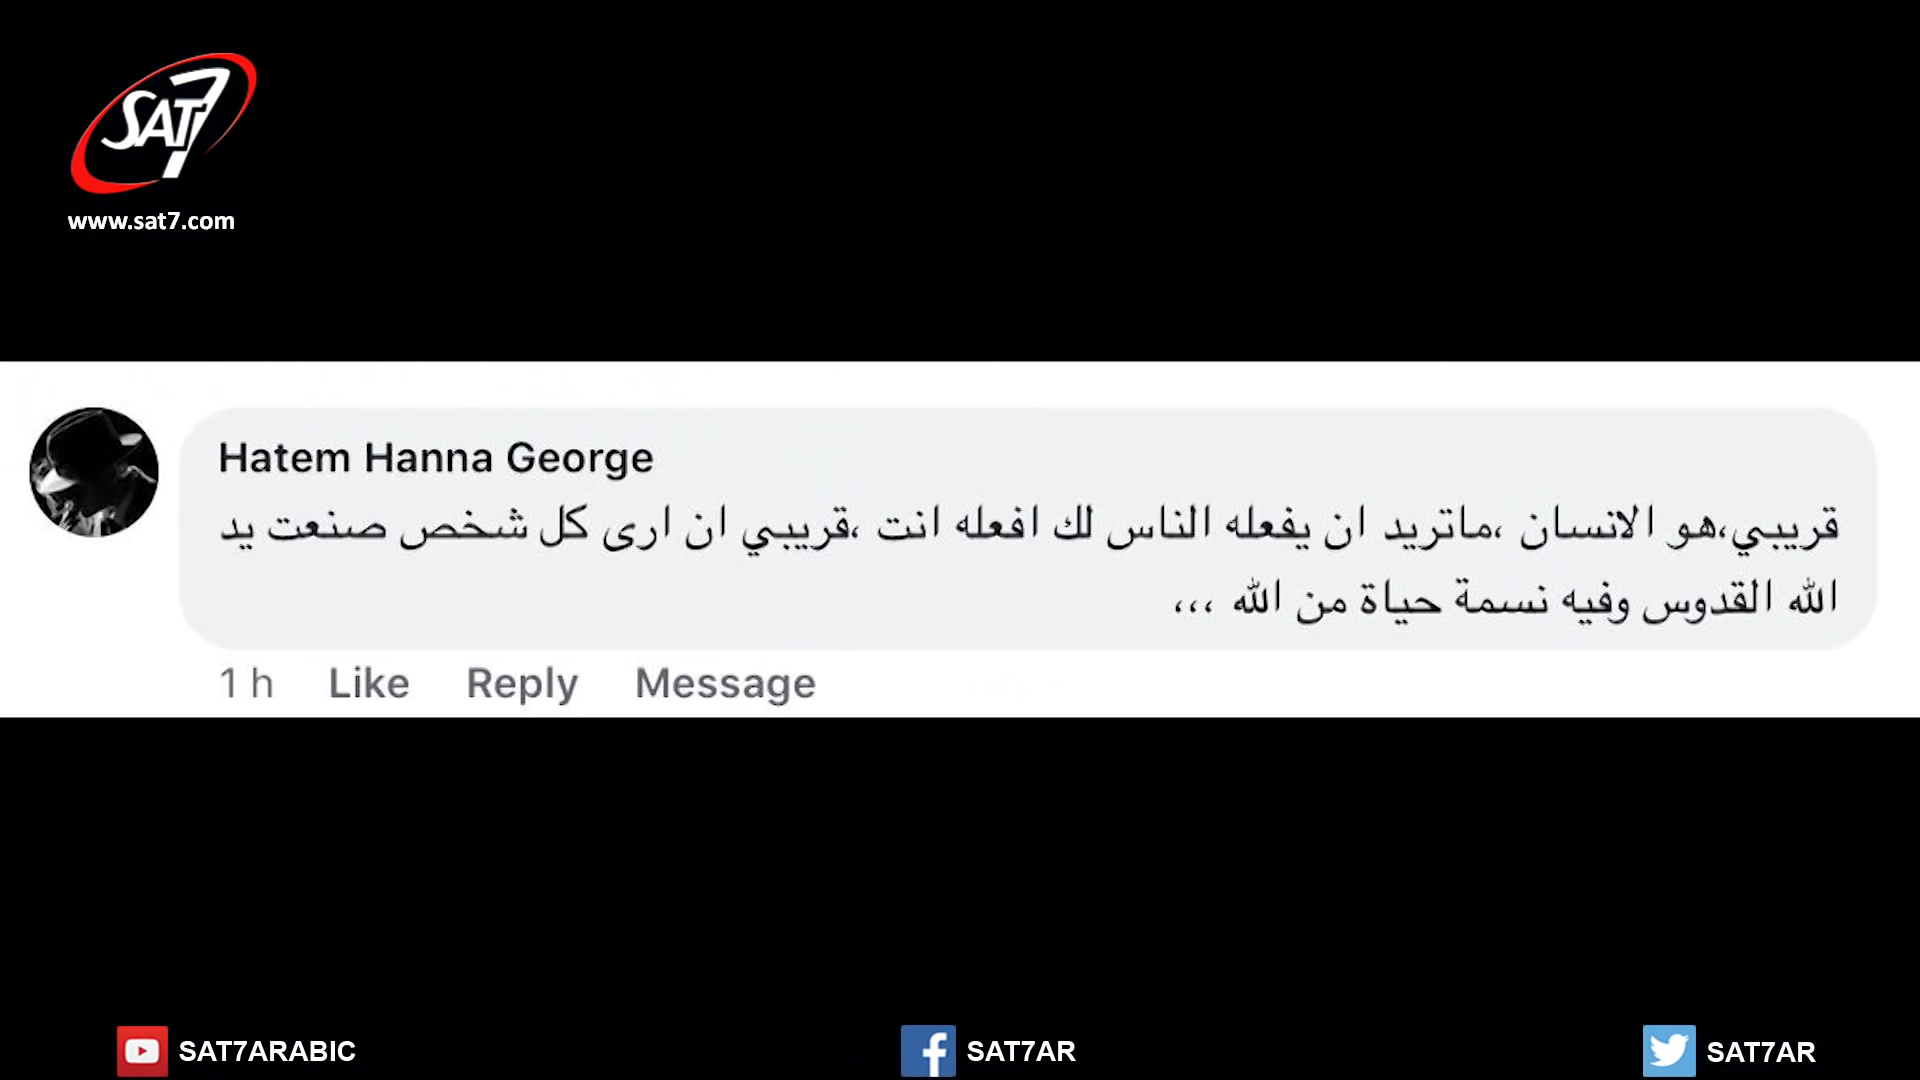 SAT7
www.sat7.com
Hatem Hanna George
قريبي،هو الانسان ،ماتريد ان يفعله الناس لك افعله انت ،قريبي ان ارى كل شخص صنعت يد
الله القدوس وفيه نسمة حياة من الله ،،،
1 h Like Reply Message
SAT7ARABIC SAT7AR SAT7AR